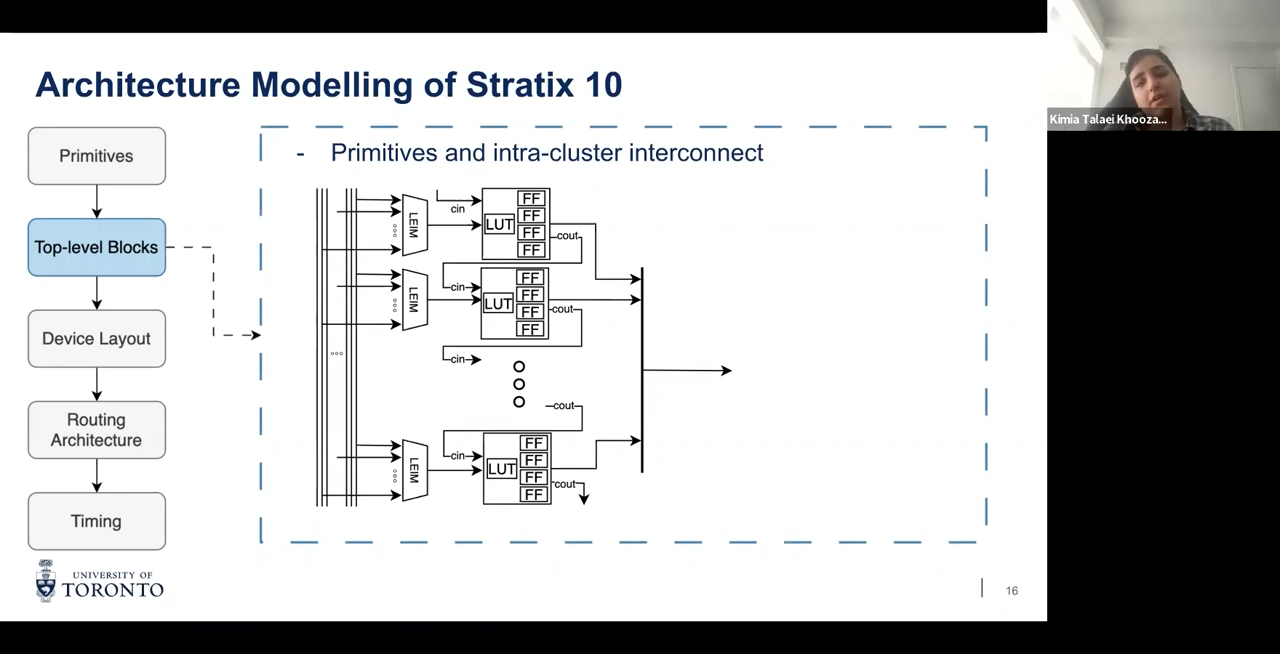 Architecture Modelling of Stratix 10
Kimia Talaei Khooza...
Primitives
Top-level Blocks
Device Layout
Routing
Architecture
Timing
- Primitives and intra-cluster interconnect
LEIM
cin
LUT
FF
FF
FF
FF
cout
LEIM
cin
LUT
FF
FF
FF
FF
cout
cin
cout
LEIM
cin
LUT
FF
FF
FF
FF
cout
UNIVERSITY OF
TORONTO
16